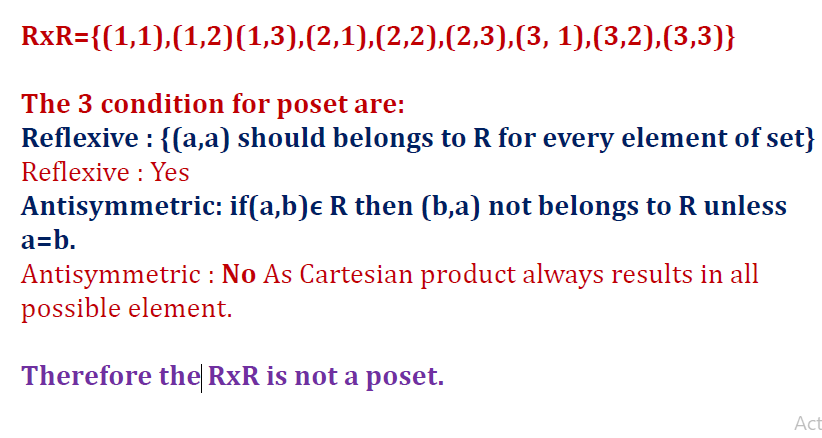 RxR={(1,1),(1,2)(1,3),(2,1),(2,2),(2,3),(3, 1),(3,2),(3,3)}
The 3 condition for poset are:
Reflexive : {(a,a) should belongs to R for every element of set}
Reflexive : Yes
Antisymmetric: if(a,b)ϵ R then (b,a) not belongs to R unless
a=b.
Antisymmetric : No As Cartesian product always results in all
possible element.
Therefore the RxR is not a poset.
Act